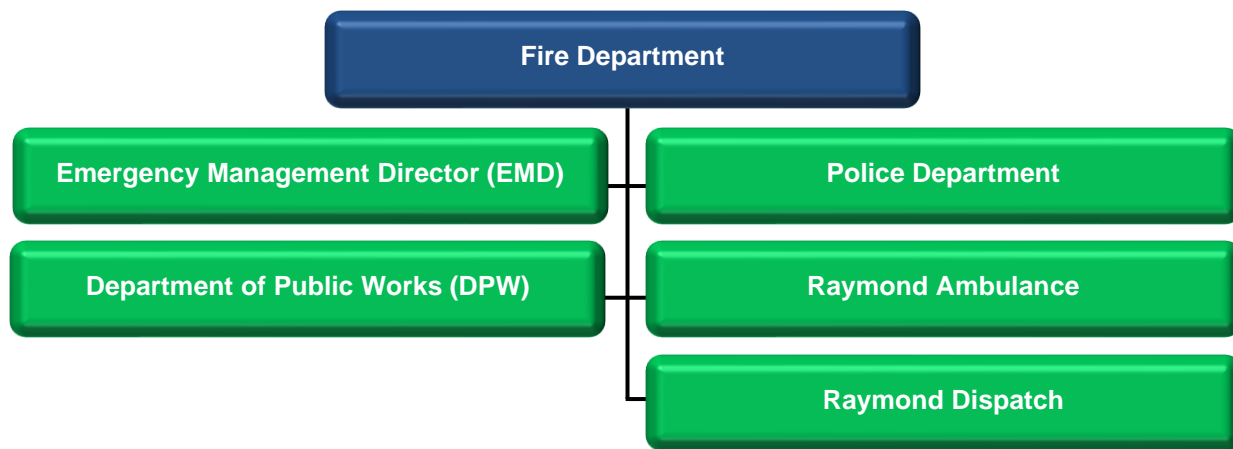 Fire Department
Emergency Management Director (EMD)
Police Department
Department of Public Works (DPW)
Raymond Ambulance
Raymond Dispatch